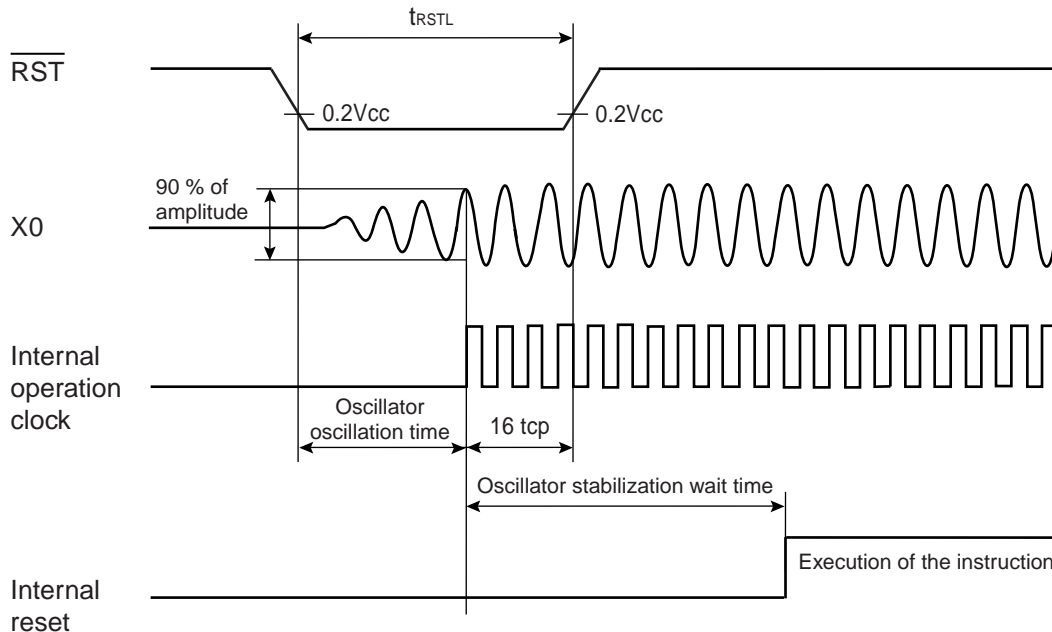 tRSTL
RST
0.2Vcc
0.2Vcc
90 % of
amplitude
X0
Internal
operation
clock
Oscillator
oscillation time
16 tcp
Oscillator stabilization wait time
Execution of the instruction
Internal
reset